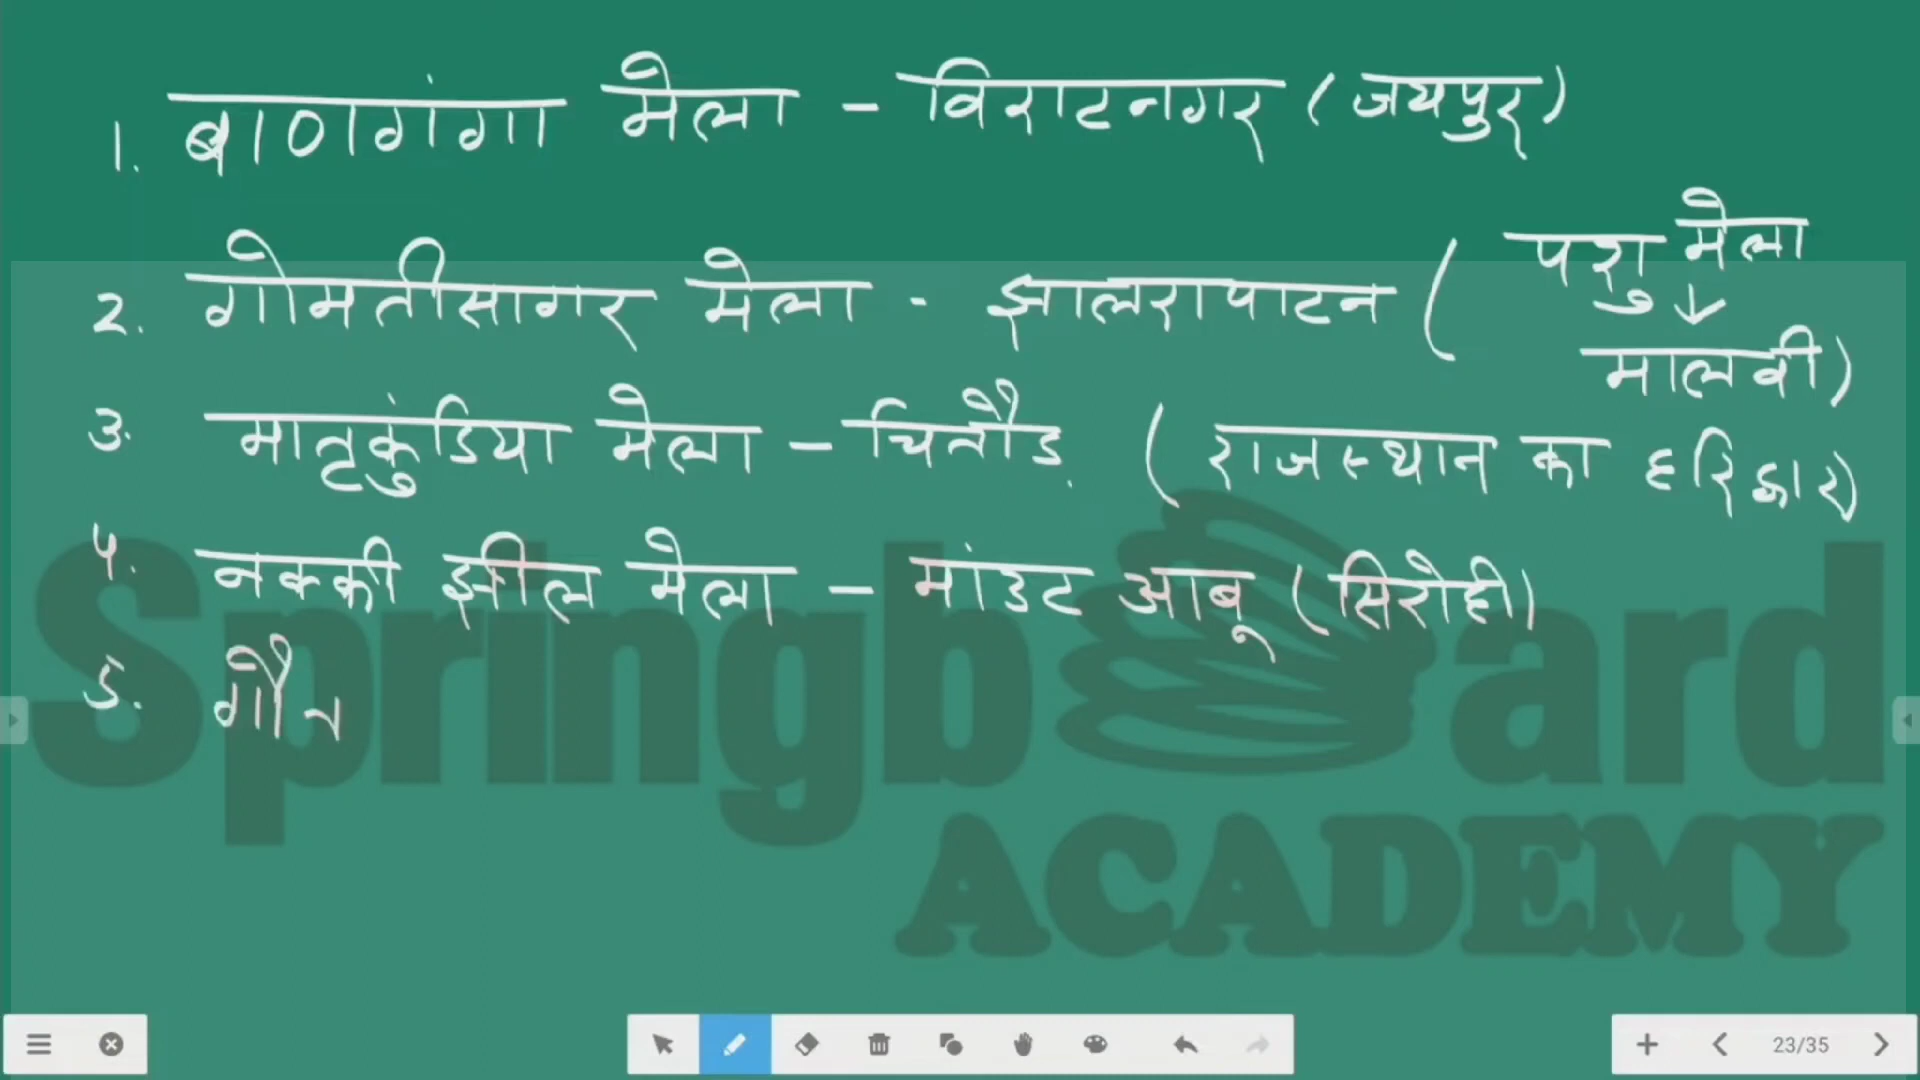 1. बाणगंगा मेला - विराटनगर (जयपुर)
2. गोमतीसागर मेला - झालरापाटन ( पशु मेला
↓
मालवी)
3. मातृकुंडिया मेला - चित्तौड़ ( राजस्थान का हरिद्वार)
4. नक्की झील मेला - मांउट आबू (सिरोही)
5. गौ
Springboard
ACADEMY
23/35